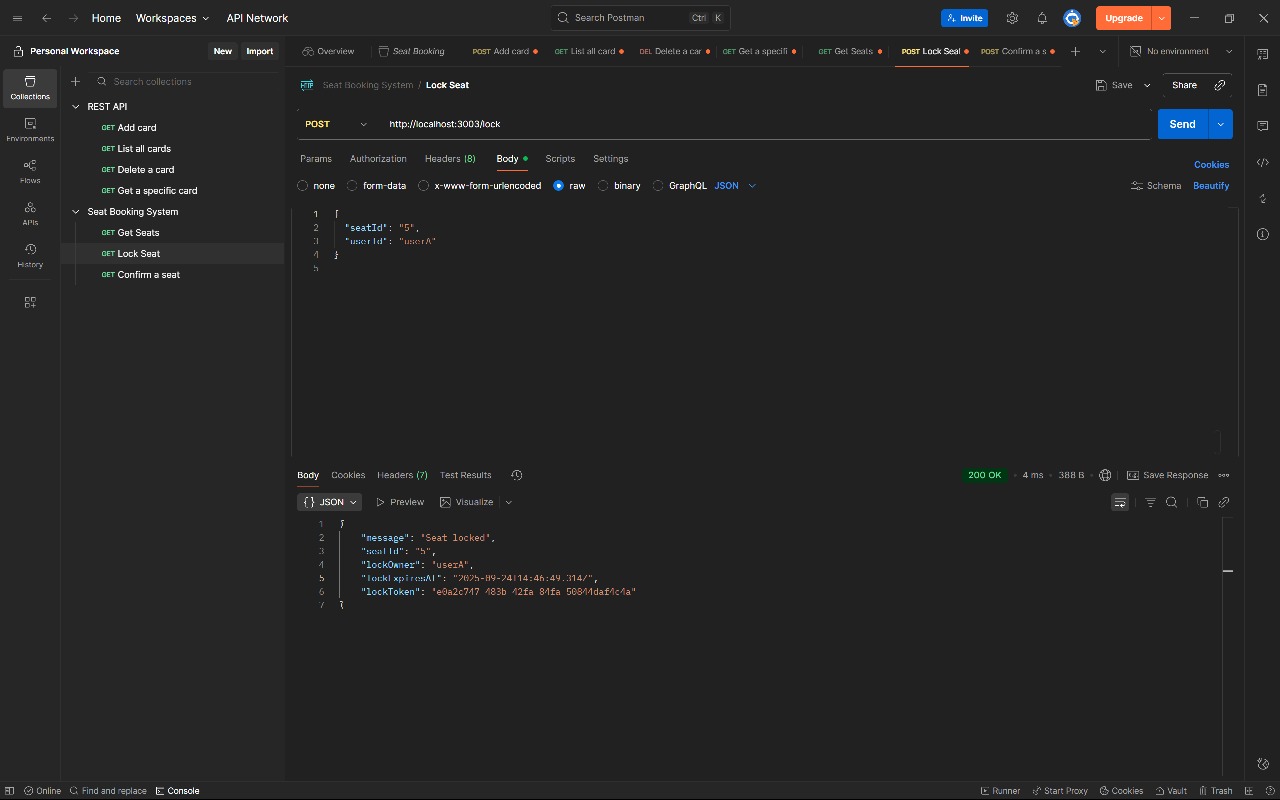 Home Workspaces API Network Search Postman Ctrl K Invite Upgrade
Personal Workspace New Import Overview Seat Booking POST Add card GET List all card DEL Delete a car GET Get a specifi GET Get Seats POST Lock Seat POST Confirm a s No environment
Collections
Environments
Flows
APIs
History
Search collections
REST API
GET Add card
GET List all cards
GET Delete a card
GET Get a specific card
Seat Booking System
GET Get Seats
GET Lock Seat
GET Confirm a seat
HTTP Seat Booking System / Lock Seat Save Share
POST http://localhost:3003/lock Send
Params Authorization Headers (8) Body Scripts Settings Cookies
none form-data x-www-form-urlencoded raw binary GraphQL JSON Schema Beautify
1 {
2 "seatId": "5",
3 "userId": "userA"
4 }
5
Body Cookies Headers (7) Test Results 200 OK 4 ms 388 B Save Response
{} JSON Preview Visualize
1 {
2 "message": "Seat locked",
3 "seatId": "5",
4 "lockOwner": "userA",
5 "lockExpiresAt": "2025-09-24T14:46:49.314Z",
6 "lockToken": "e0a2c747-483b-42fa-84fa-50844daf4c4a"
7 }
Online Find and replace Console Runner Start Proxy Cookies Vault Trash